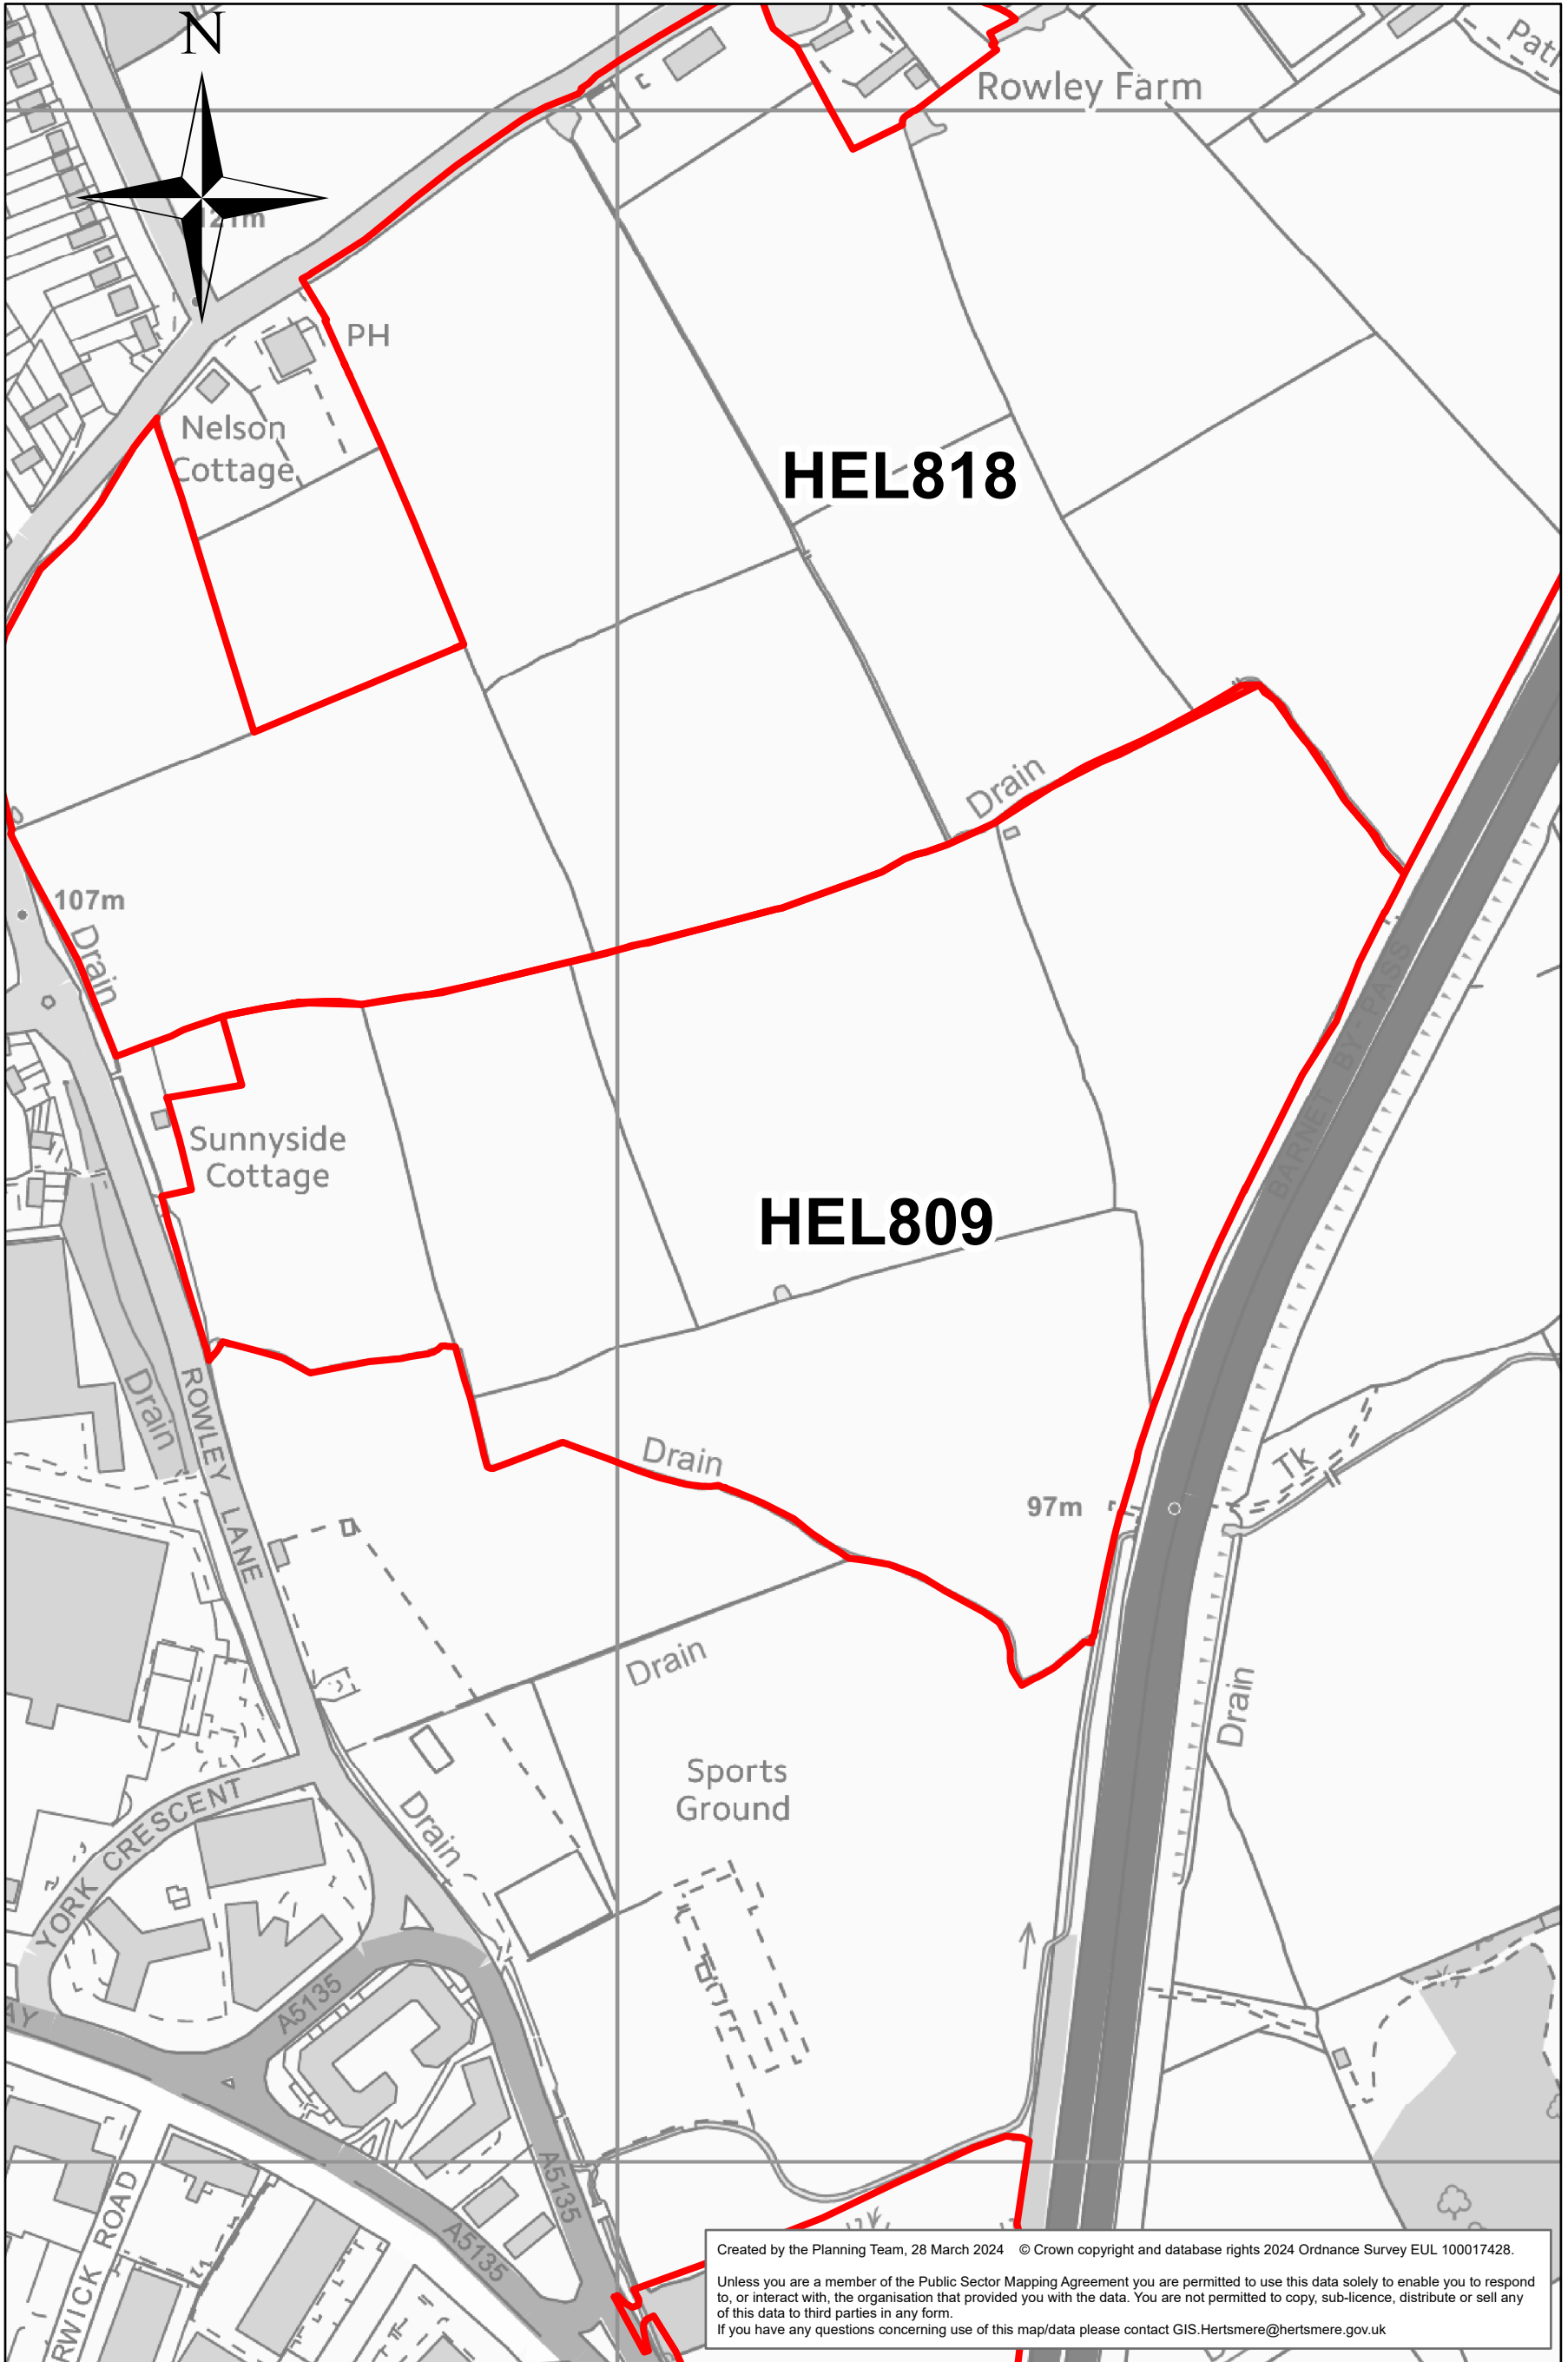 N
Path
Rowley Farm
121m
PH
Nelson
Cottage
HEL818
Drain
107m
Drain
BARNET BY-PASS
Sunnyside
Cottage
HEL809
Drain
ROWLEY LANE
Drain
Tk
97m
Drain
Drain
Sports
Ground
YORK CRESCENT
Drain
A5135
AY
A5135
A5135
RWICK ROAD
Created by the Planning Team, 28 March 2024 © Crown copyright and database rights 2024 Ordnance Survey EUL 100017428.
Unless you are a member of the Public Sector Mapping Agreement you are permitted to use this data solely to enable you to respond
to, or interact with, the organisation that provided you with the data. You are not permitted to copy, sub-licence, distribute or sell any
of this data to third parties in any form.
If you have any questions concerning use of this map/data please contact GIS.Hertsmere@hertsmere.gov.uk